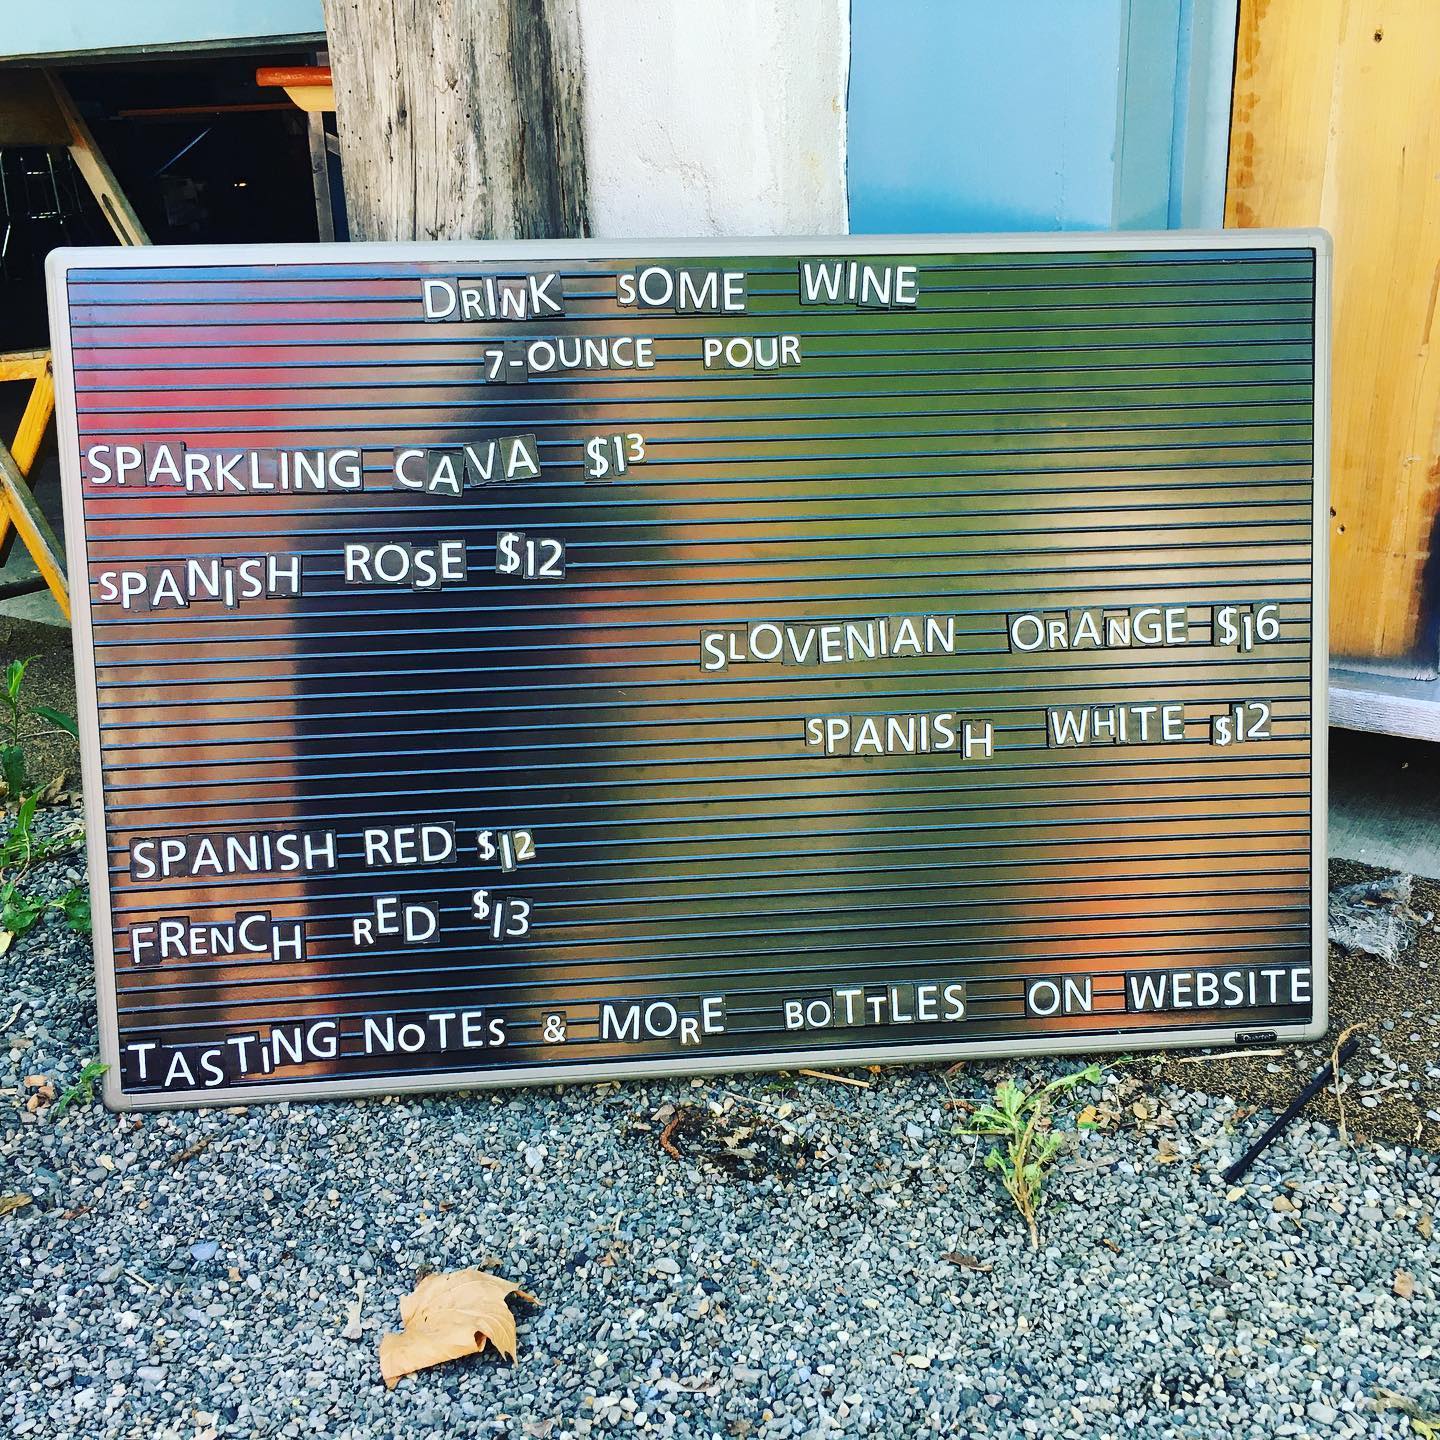 DRINK SOME WINE
7-OUNCE POUR
SPARKLING CAVA $13
SPANISH ROSE $12
SLOVENIAN ORANGE $16
SPANISH WHITE $12
SPANISH RED $12
FRENCH RED $13
TASTING NOTES & MORE BOTTLES ON WEBSITE
Quartet